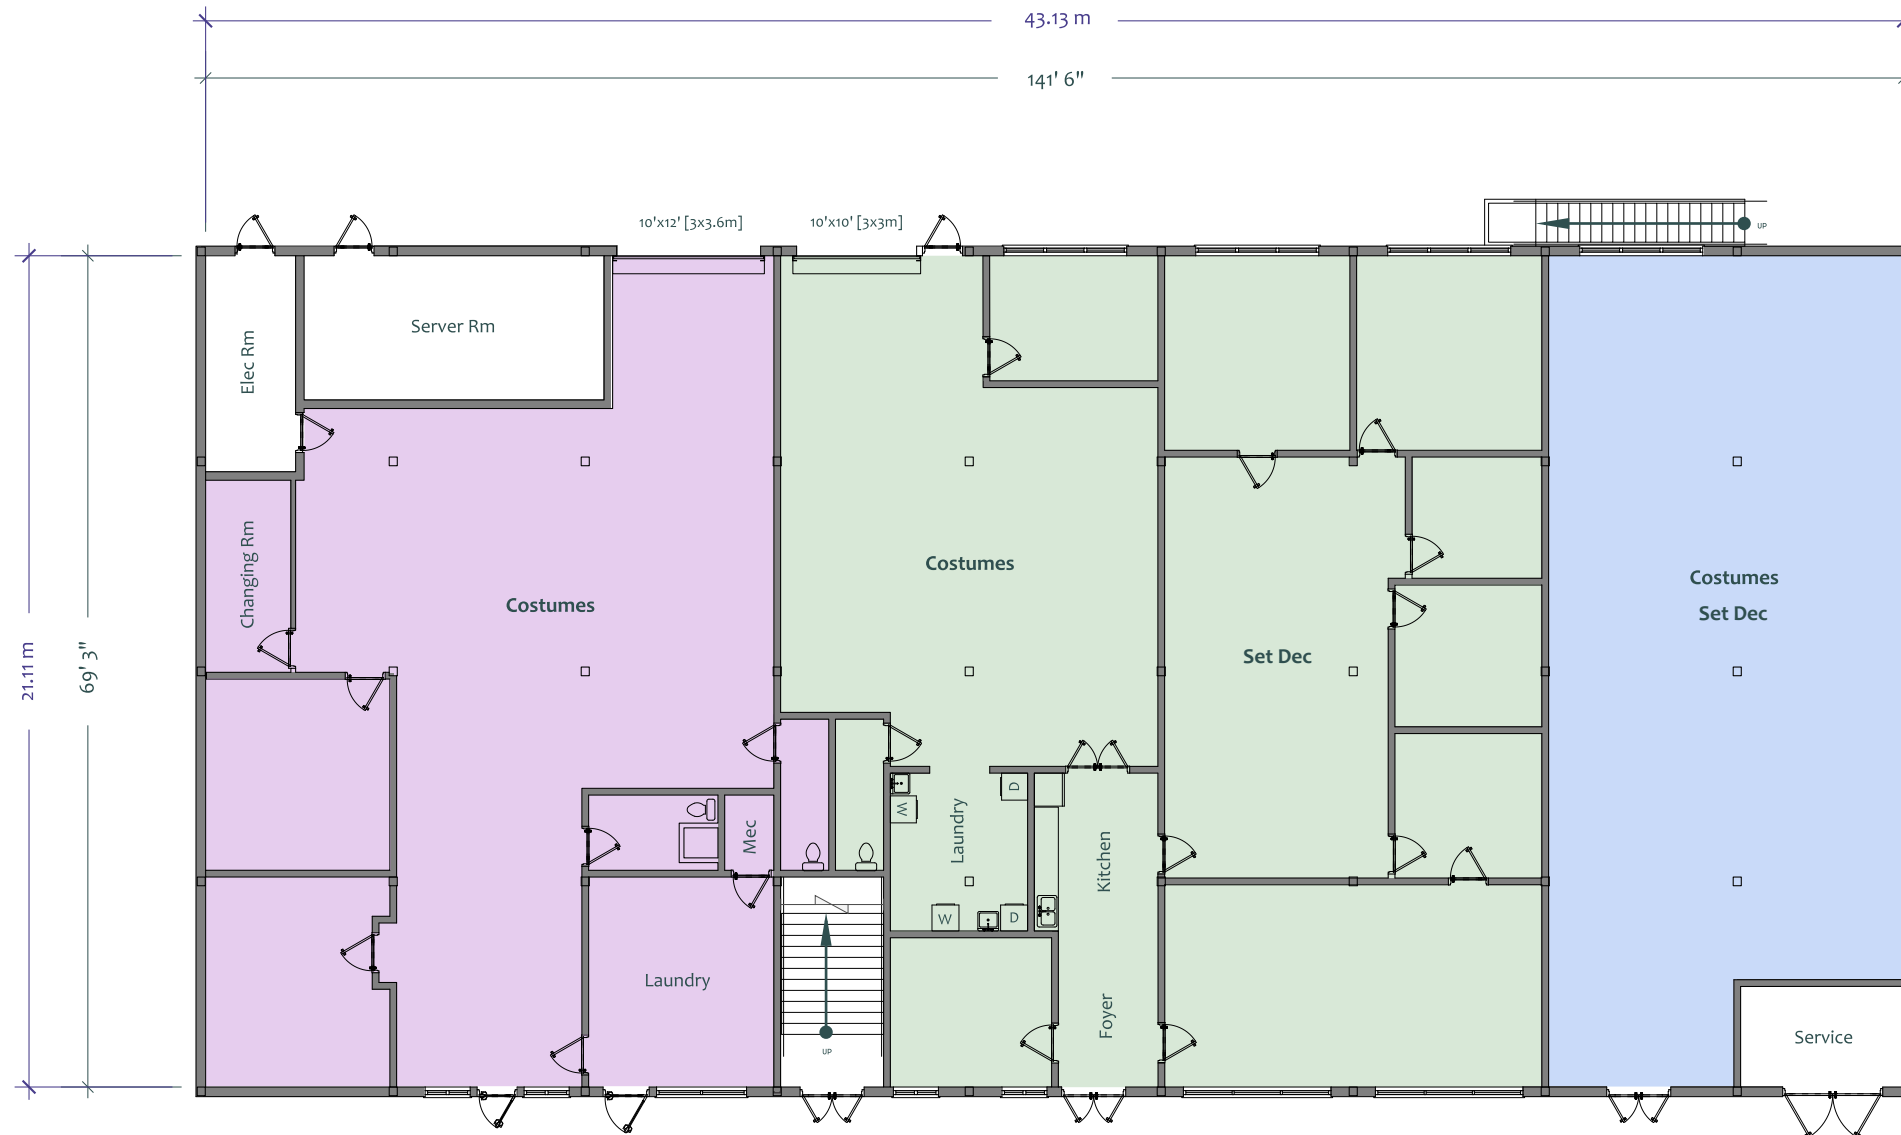 43.13 m
141' 6"
10'x12' [3x3.6m]
10'x10' [3x3m]
UP
Server Rm
Elec Rm
Changing Rm
Costumes
Costumes
Costumes
Set Dec
Set Dec
21.11 m
69' 3"
Mec
Laundry
W
D
Kitchen
W
D
Laundry
Foyer
Service
UP